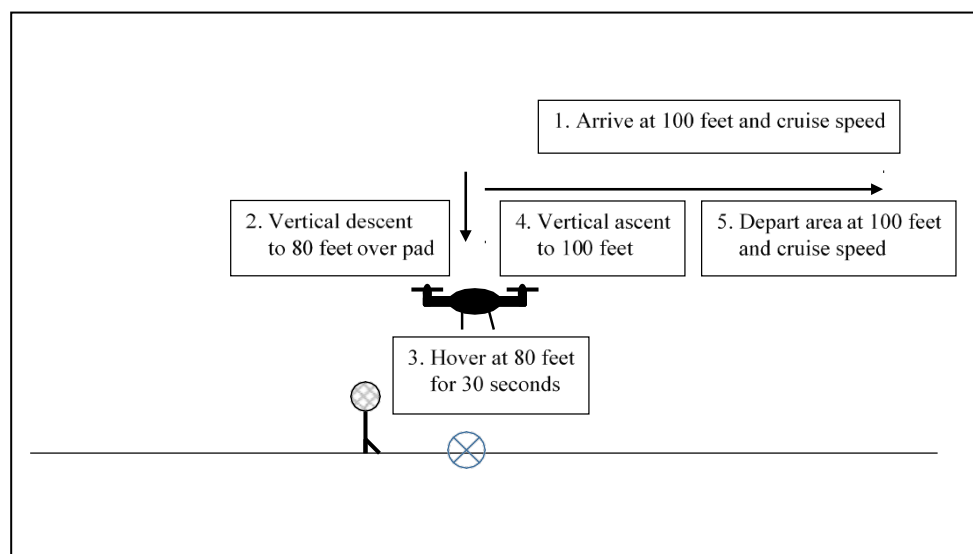 1. Arrive at 100 feet and cruise speed
2. Vertical descent
to 80 feet over pad
4. Vertical ascent
to 100 feet
5. Depart area at 100 feet
and cruise speed
3. Hover at 80 feet
for 30 seconds